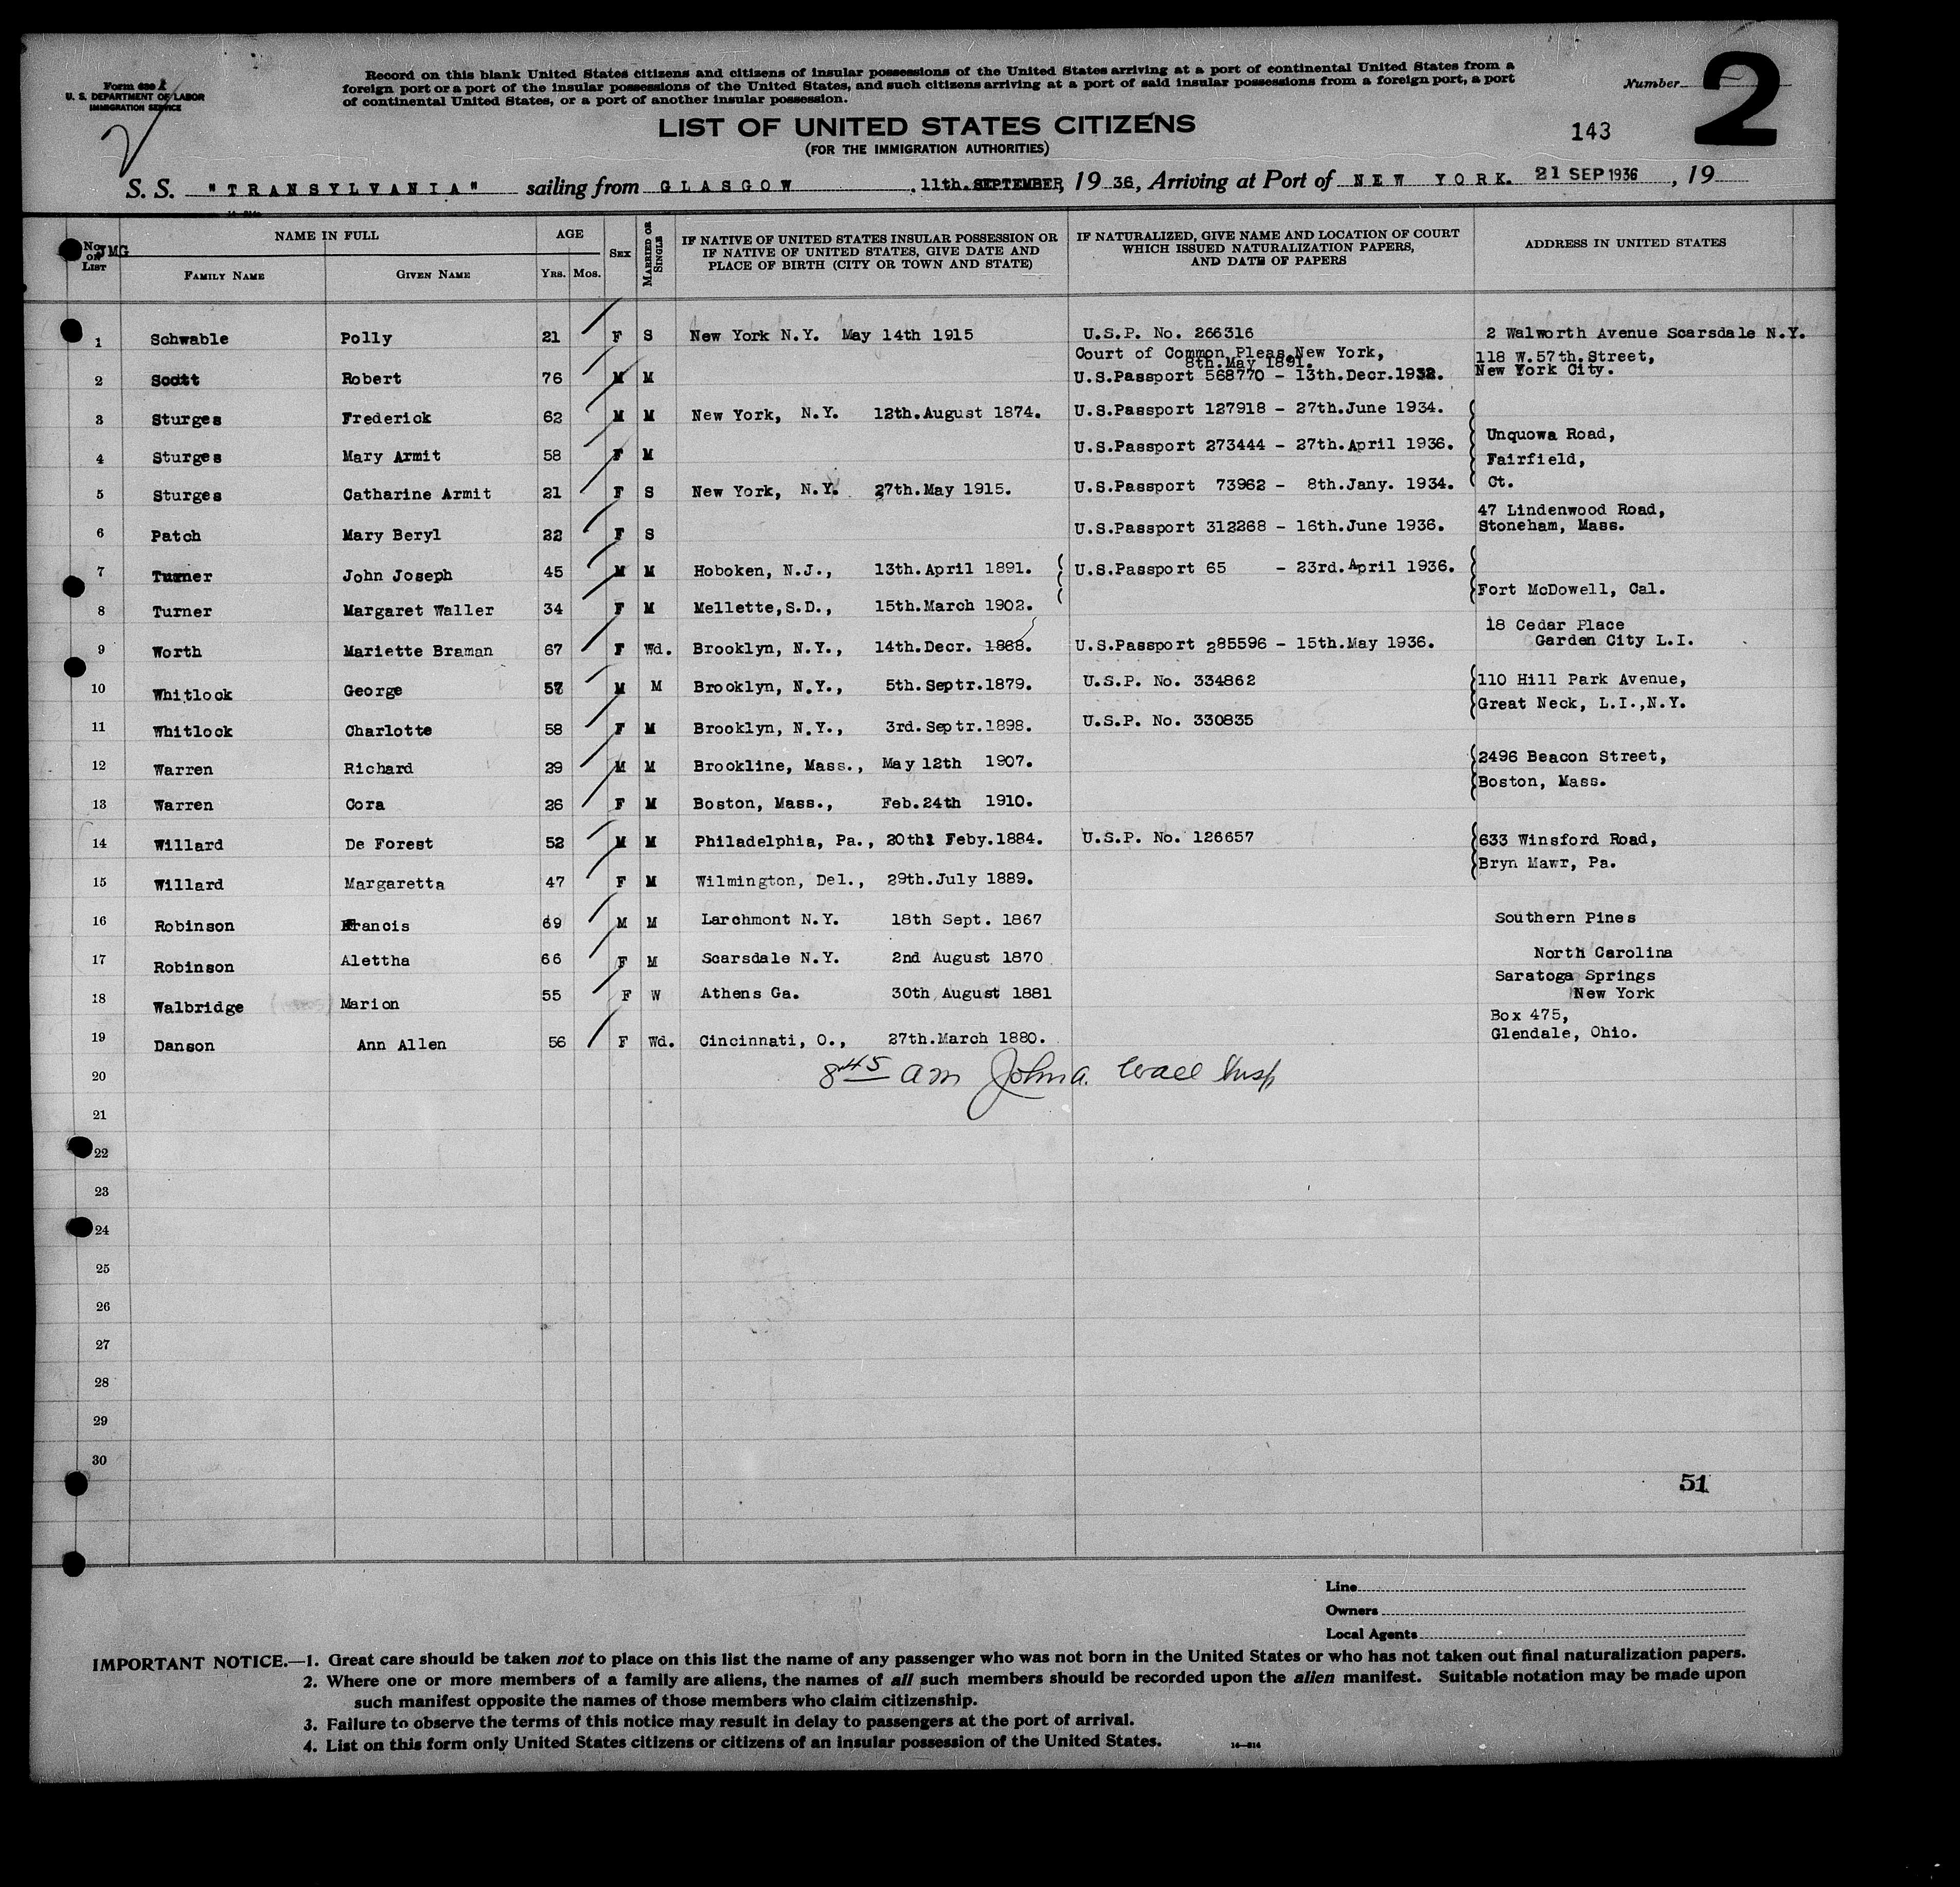 Form 630 A
U. S. DEPARTMENT OF LABOR
IMMIGRATION SERVICE
Record on this blank United States citizens and citizens of insular possessions of the United States arriving at a port of continental United States from a
foreign port or a port of the insular possessions of the United States, and such citizens arriving at a port of said insular possessions from a foreign port, a port
of continental United States, or a port of another insular possession.
Number 2
LIST OF UNITED STATES CITIZENS
(FOR THE IMMIGRATION AUTHORITIES)
143
S. S. "TRANSYLVANIA" sailing from GLASGOW, 11th. SEPTEMBER, 19 36, Arriving at Port of NEW YORK. 21 SEP 1936, 19
JMG
No. on List | NAME IN FULL | AGE | Sex | Married or Single | IF NATIVE OF UNITED STATES INSULAR POSSESSION OR IF NATIVE OF UNITED STATES, GIVE DATE AND PLACE OF BIRTH (CITY OR TOWN AND STATE) | IF NATURALIZED, GIVE NAME AND LOCATION OF COURT WHICH ISSUED NATURALIZATION PAPERS, AND DATE OF PAPERS | ADDRESS IN UNITED STATES
Family Name | Given Name | Yrs. | Mos.
1 Schwable Polly 21 F S New York N.Y. May 14th 1915 U.S.P. No. 266316 2 Walworth Avenue Scarsdale N.Y.
Court of Common Pleas New York, 118 W.57th.Street,
8th.May 1891.
2 Scott Robert 76 M M U.S.Passport 568770 - 13th.Decr.1932. New York City.
3 Sturges Frederick 62 M M New York, N.Y. 12th.August 1874. U.S.Passport 127918 - 27th.June 1934.
Unquowa Road,
4 Sturges Mary Armit 58 F M U.S.Passport 273444 - 27th.April 1936.
Fairfield,
5 Sturges Catharine Armit 21 F S New York, N.Y. 27th.May 1915. U.S.Passport 73962 - 8th.Jany. 1934. Ct.
47 Lindenwood Road,
6 Patch Mary Beryl 22 F S U.S.Passport 312268 - 16th.June 1936. Stoneham, Mass.
7 Turner John Joseph 45 M M Hoboken, N.J., 13th.April 1891. U.S.Passport 65 - 23rd.April 1936.
Fort McDowell, Cal.
8 Turner Margaret Waller 34 F M Mellette,S.D., 15th.March 1902.
18 Cedar Place
9 Worth Mariette Braman 67 F Wd. Brooklyn, N.Y., 14th.Decr. 1868. U.S.Passport 285596 - 15th.May 1936. Garden City L.I.
10 Whitlock George 57 M M Brooklyn, N.Y., 5th.Septr.1879. U.S.P. No. 334862 110 Hill Park Avenue,
Great Neck, L.I.,N.Y.
11 Whitlock Charlotte 58 F M Brooklyn, N.Y., 3rd.Septr.1898. U.S.P. No. 330835
12 Warren Richard 29 M M Brookline, Mass., May 12th 1907. 2496 Beacon Street,
Boston, Mass.
13 Warren Cora 26 F M Boston, Mass., Feb.24th 1910.
14 Willard De Forest 52 M M Philadelphia, Pa., 20th Feby.1884. U.S.P. No. 126657 633 Winsford Road,
Bryn Mawr, Pa.
15 Willard Margaretta 47 F M Wilmington, Del., 29th.July 1889.
16 Robinson Francis 69 M M Larchmont N.Y. 18th Sept. 1867 Southern Pines
17 Robinson Alettha 66 F M Scarsdale N.Y. 2nd August 1870 North Carolina
Saratoga Springs
18 Walbridge Marion 55 F W Athens Ga. 30th August 1881 New York
Box 475,
19 Danson Ann Allen 56 F Wd. Cincinnati, O., 27th.March 1880. Glendale, Ohio.
20 8 45 am John A. Wall Insp
21
22
23
24
25
26
27
28
29
30
51
Line
Owners
Local Agents
IMPORTANT NOTICE.—1. Great care should be taken not to place on this list the name of any passenger who was not born in the United States or who has not taken out final naturalization papers.
2. Where one or more members of a family are aliens, the names of all such members should be recorded upon the alien manifest. Suitable notation may be made upon
such manifest opposite the names of those members who claim citizenship.
3. Failure to observe the terms of this notice may result in delay to passengers at the port of arrival.
4. List on this form only United States citizens or citizens of an insular possession of the United States.
14—814